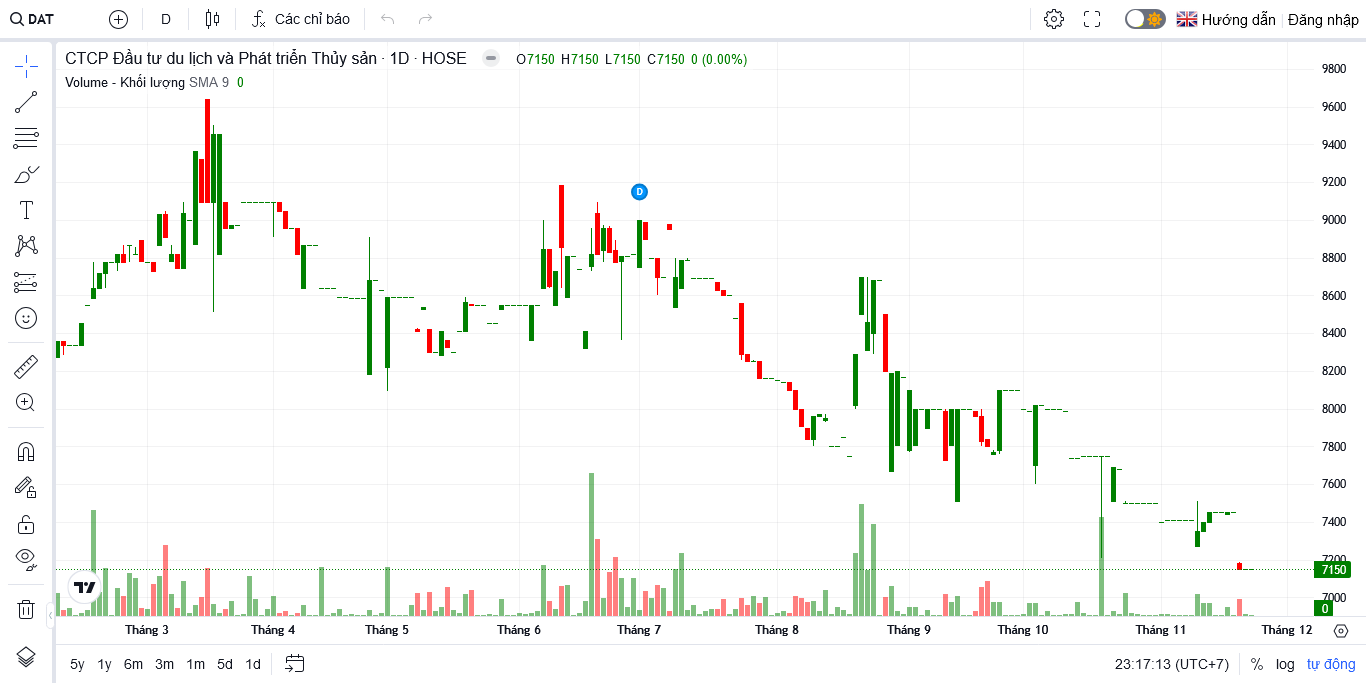 DAT D Các chỉ báo Hướng dẫn Đăng nhập
CTCP Đầu tư du lịch và Phát triển Thủy sản · 1D · HOSE O7150 H7150 L7150 C7150 0 (0.00%)
Volume - Khối lượng SMA 9 0
9800
9600
9400
9200
D
9000
8800
8600
8400
8200
8000
7800
7600
7400
7200
7150
7000
0
Tháng 3 Tháng 4 Tháng 5 Tháng 6 Tháng 7 Tháng 8 Tháng 9 Tháng 10 Tháng 11 Tháng 12
5y 1y 6m 3m 1m 5d 1d 23:17:13 (UTC+7) % log tự động